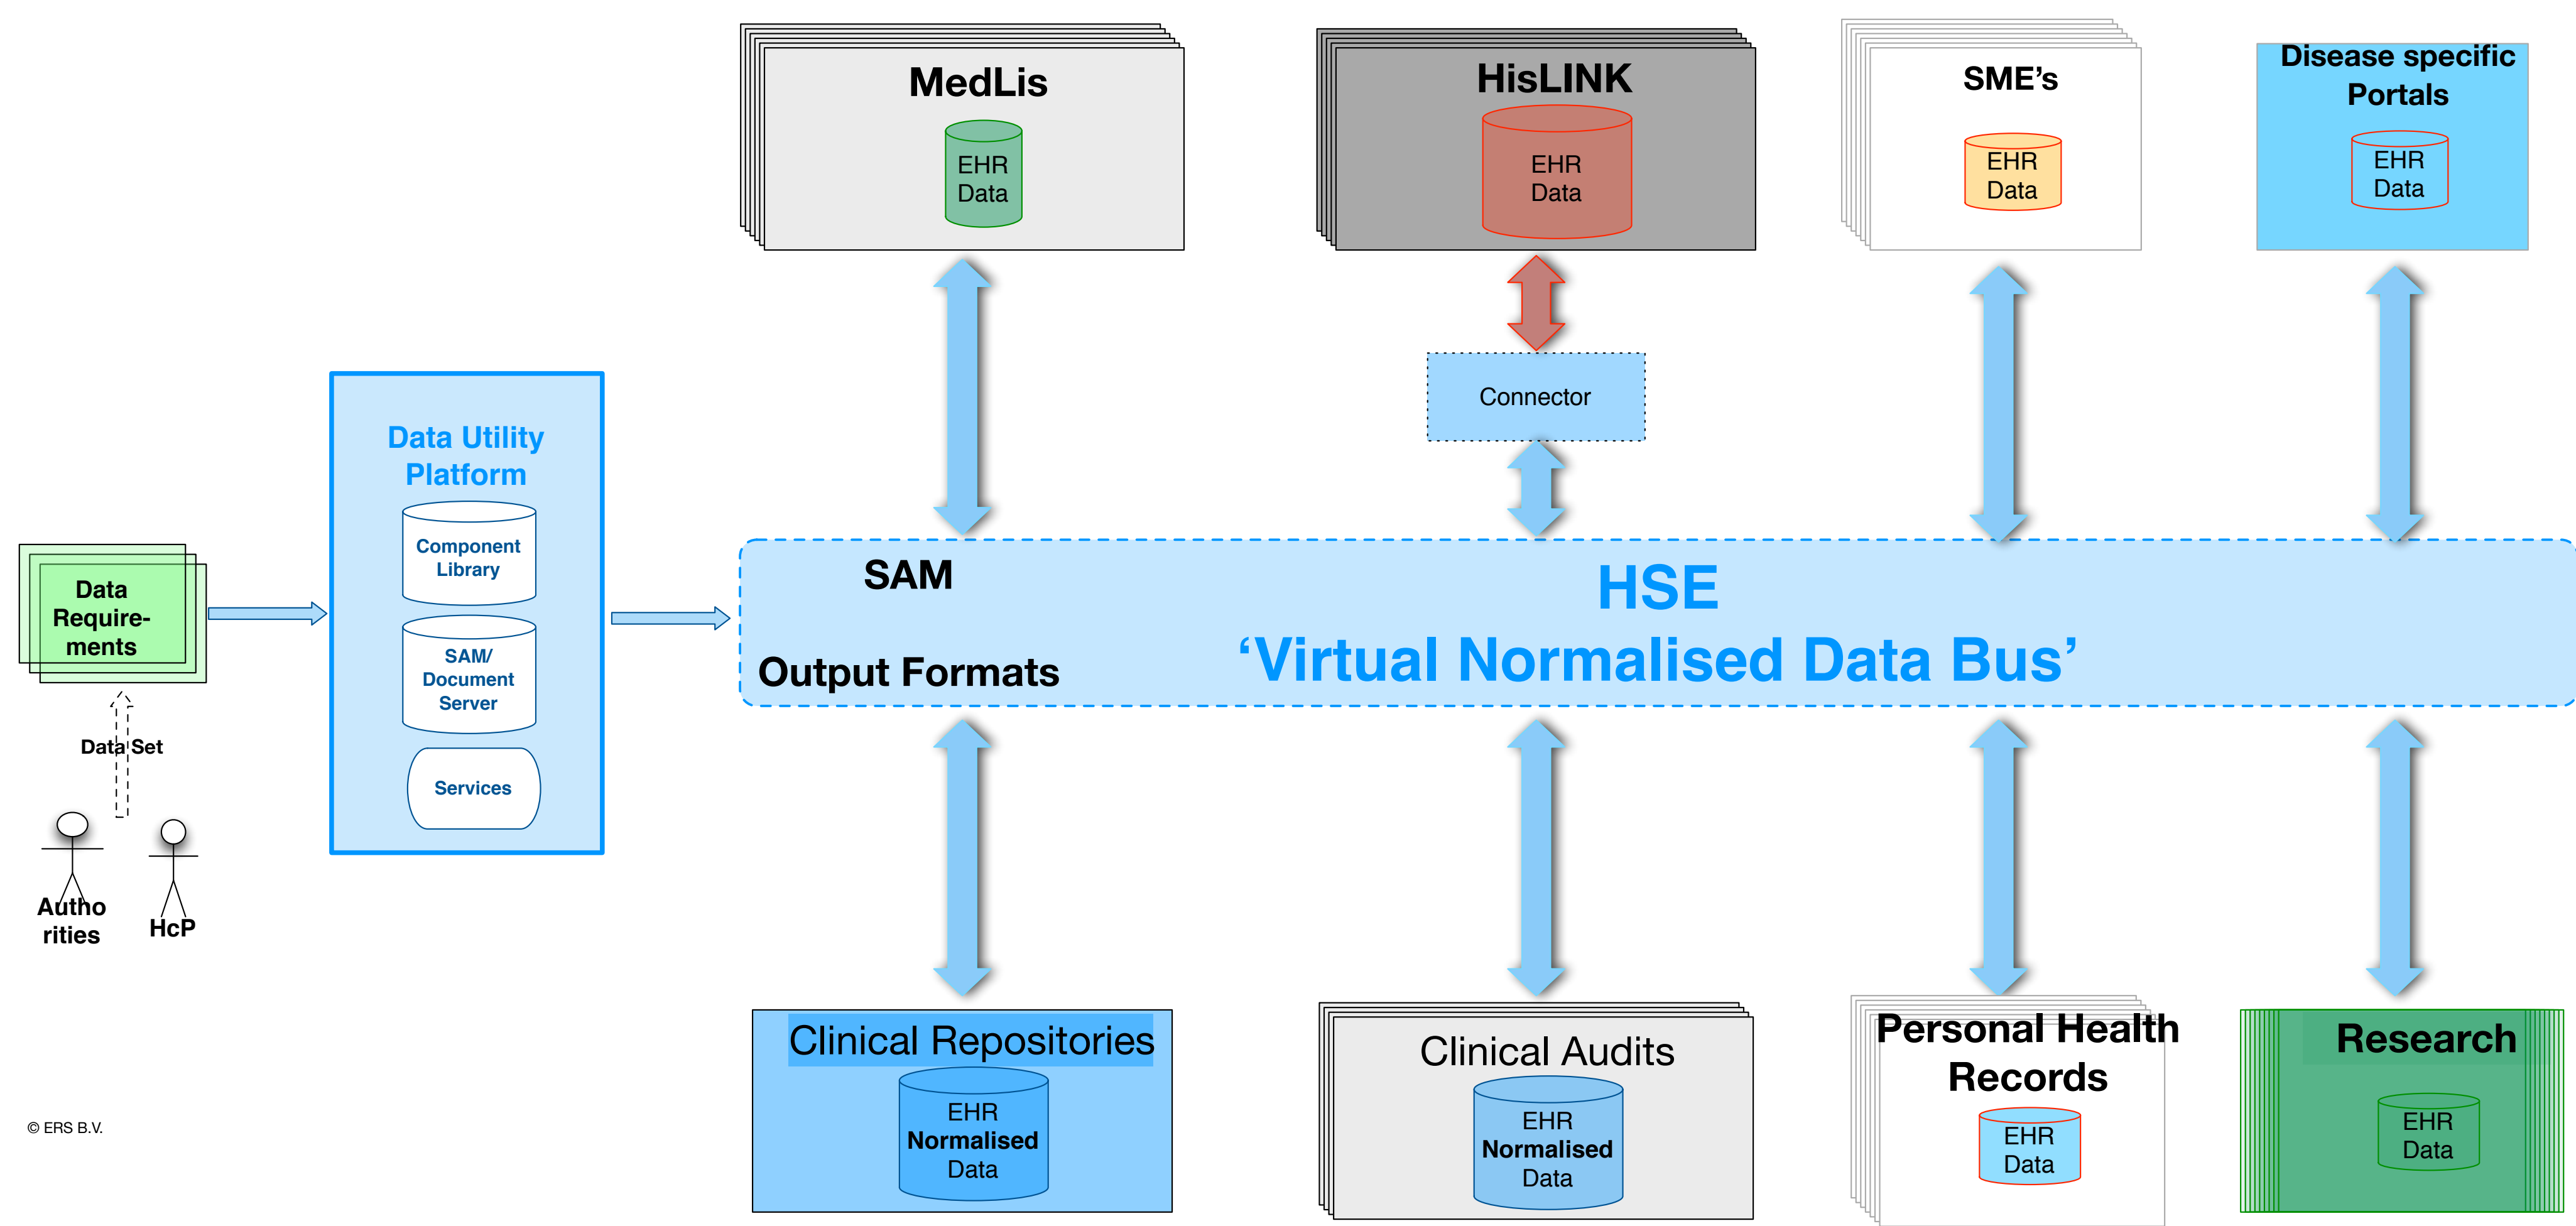 MedLis
EHR
Data
HisLINK
EHR
Data
SME's
EHR
Data
Disease specific
Portals
EHR
Data
Connector
Data Utility
Platform
Component
Library
SAM/
Document
Server
Services
Data
Require-
ments
Data Set
Autho
rities
HcP
SAM
Output Formats
HSE
‘Virtual Normalised Data Bus’
Clinical Repositories
EHR
Normalised
Data
Clinical Audits
EHR
Normalised
Data
Personal Health
Records
EHR
Data
Research
EHR
Data
© ERS B.V.